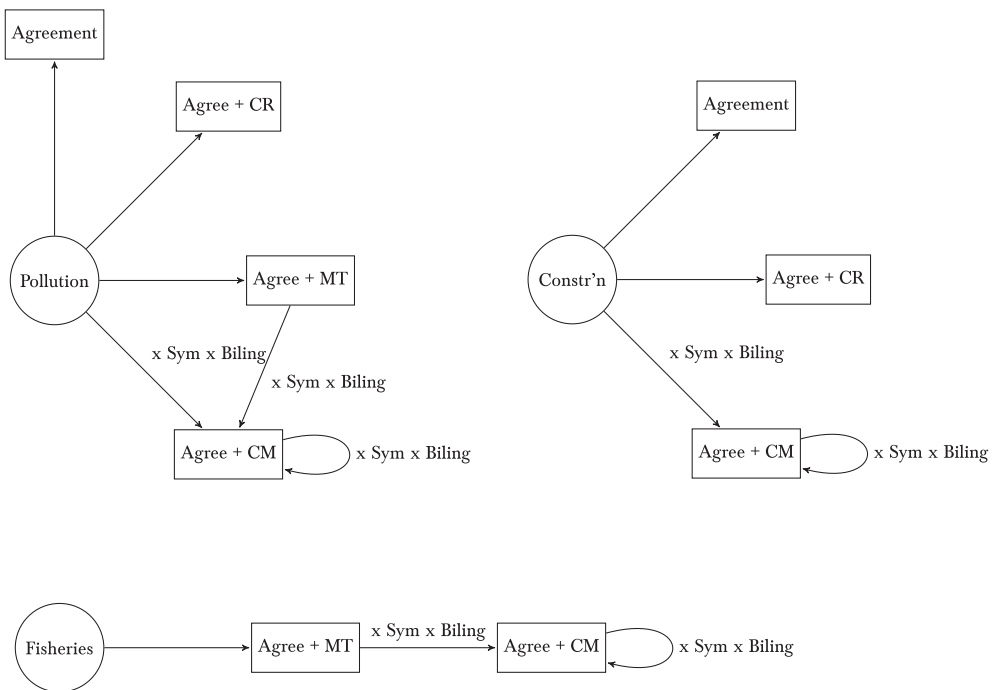 Agreement
Agree + CR
Pollution
Agree + MT
x Sym x Biling
x Sym x Biling
Agree + CM
x Sym x Biling
Agreement
Constr'n
Agree + CR
x Sym x Biling
Agree + CM
x Sym x Biling
Fisheries
Agree + MT
x Sym x Biling
Agree + CM
x Sym x Biling